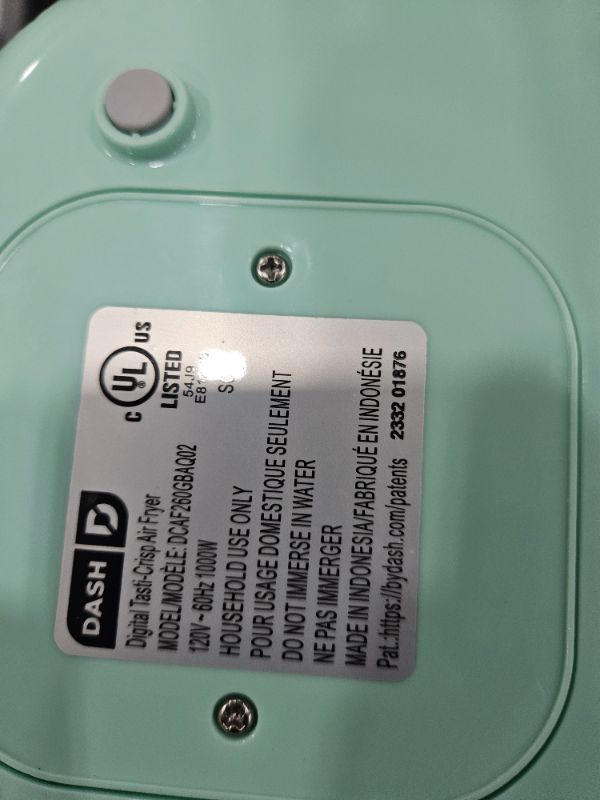 DASH
Digital Tasti-Crisp Air Fryer
MODEL/MODÈLE: DCAF260GBAQ02
120V ~ 60Hz 1000W
HOUSEHOLD USE ONLY
POUR USAGE DOMESTIQUE SEULEMENT
DO NOT IMMERSE IN WATER
NE PAS IMMERGER
MADE IN INDONESIA/FABRIQUÉ EN INDONÉSIE
Pat.:https://bydash.com/patents 2332 01876
C UL ® US
LISTED
54J9